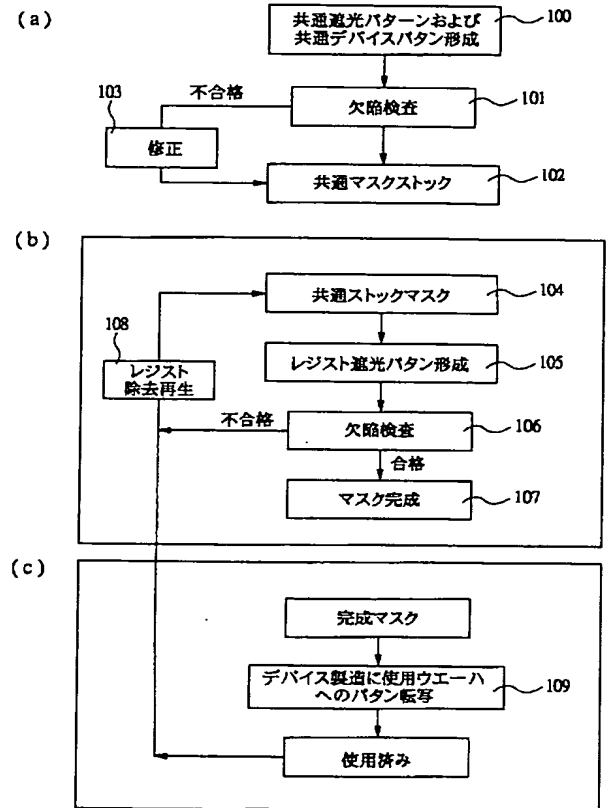 (a)
共通遮光パターンおよび
共通デバイスパタン形成
100
103
不合格
欠陥検査
101
修正
共通マスクストック
102
(b)
共通ストックマスク
104
108
レジスト
除去再生
レジスト遮光パタン形成
105
不合格
欠陥検査
106
合格
マスク完成
107
(c)
完成マスク
デバイス製造に使用ウエーハ
へのパタン転写
109
使用済み